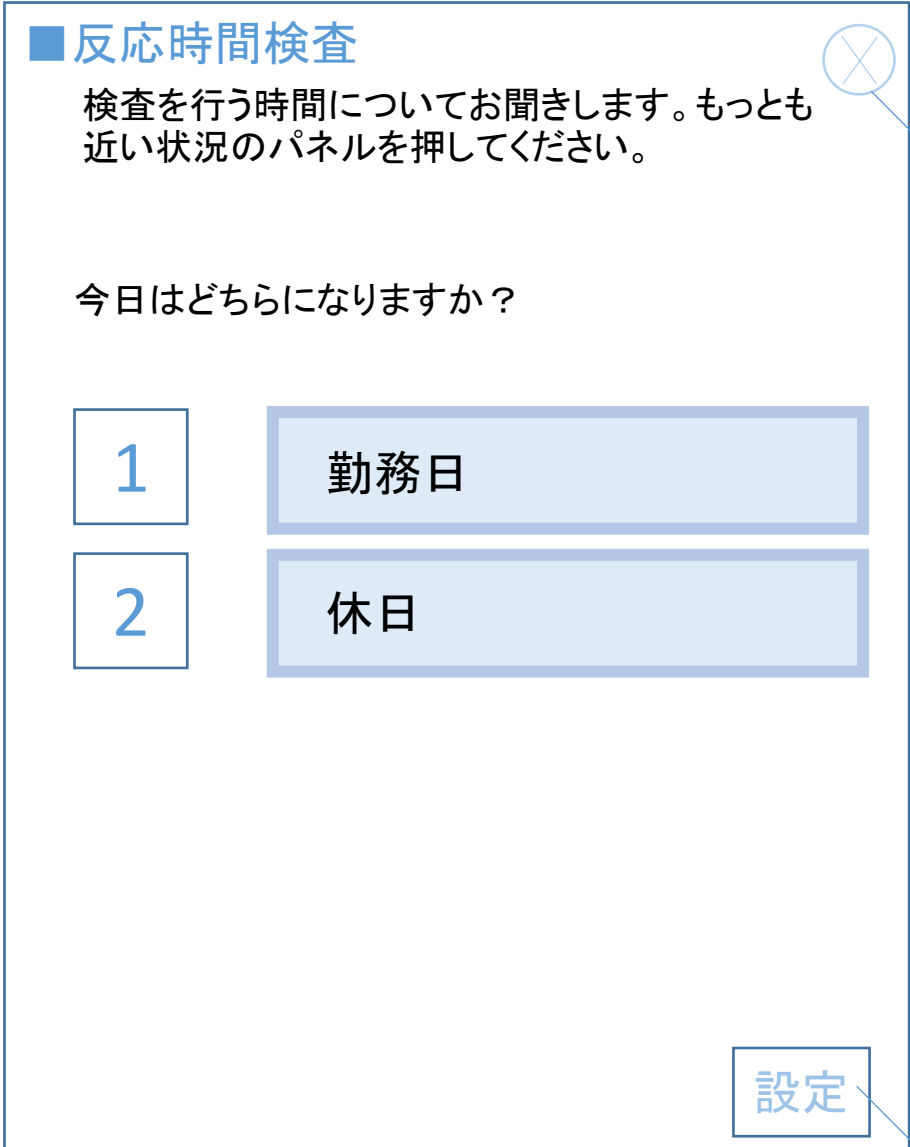 ■反応時間検査
検査を行う時間についてお聞きします。もっとも
近い状況のパネルを押してください。
今日はどちらになりますか？
1 勤務日
2 休日
設定